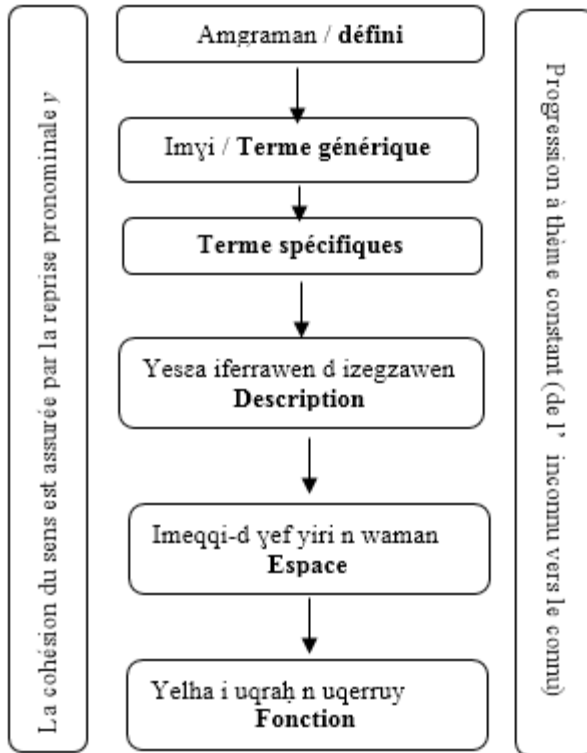 La cohésion du sens est assurée par la reprise pronominale y
Amgraman / défini
Imɣi / Terme générique
Terme spécifiques
Yesɛa iferrawen d izegzawen
Description
Imeqqi-d ɣef yiri n waman
Espace
Yelha i uqraḥ n uqerruy
Fonction
Progression à thème constant (de l’ inconnu vers le connu)